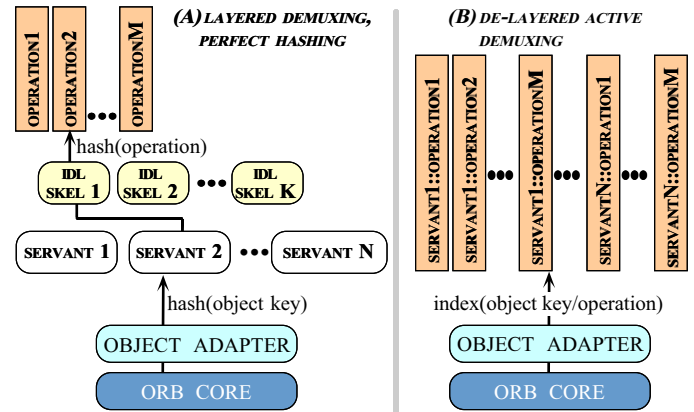 (A) LAYERED DEMUXING,
PERFECT HASHING
OPERATION1
OPERATION2
●●●
OPERATIONM
hash(operation)
IDL
SKEL 1
IDL
SKEL 2
●●●
IDL
SKEL K
SERVANT 1
SERVANT 2
●●●
SERVANT N
hash(object key)
OBJECT ADAPTER
ORB CORE
(B) DE-LAYERED ACTIVE
DEMUXING
SERVANT1::OPERATION1
SERVANT1::OPERATION2
●●●
SERVANT1::OPERATIONM
●●●
SERVANTN::OPERATION1
●●●
SERVANTN::OPERATIONM
index(object key/operation)
OBJECT ADAPTER
ORB CORE